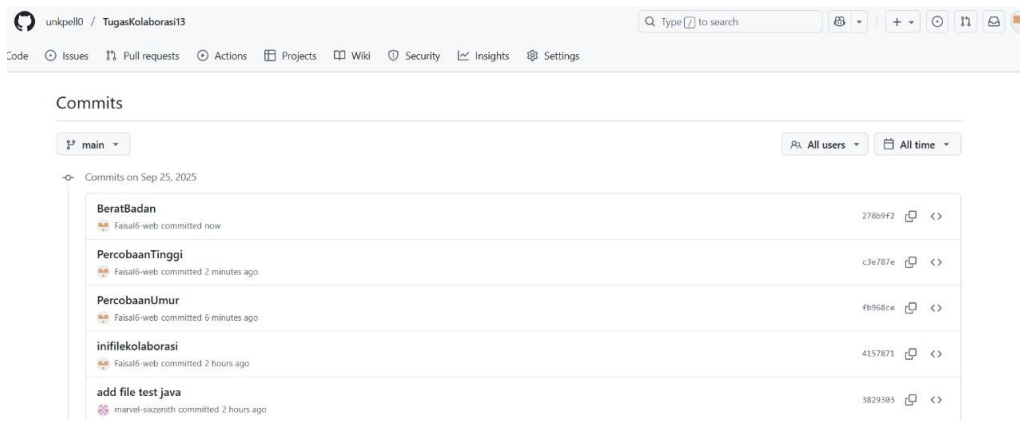 unkpell0 / TugasKolaborasi13
Type / to search
Code Issues Pull requests Actions Projects Wiki Security Insights Settings
Commits
main
All users All time
Commits on Sep 25, 2025
BeratBadan
278b9f2
Faisal6-web committed now
PercobaanTinggi
c3e787e
Faisal6-web committed 2 minutes ago
PercobaanUmur
fb968ce
Faisal6-web committed 6 minutes ago
inifilekolaborasi
4157871
Faisal6-web committed 2 hours ago
add file test java
3829303
marvel-sixzenith committed 2 hours ago